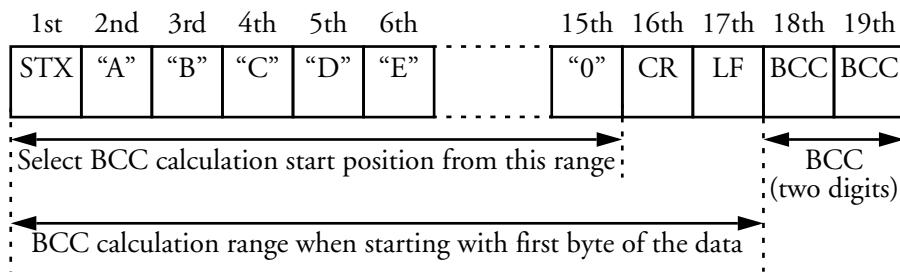 1st 2nd 3rd 4th 5th 6th 15th 16th 17th 18th 19th
STX “A” “B” “C” “D” “E” “0” CR LF BCC BCC
Select BCC calculation start position from this range
BCC
(two digits)
BCC calculation range when starting with first byte of the data